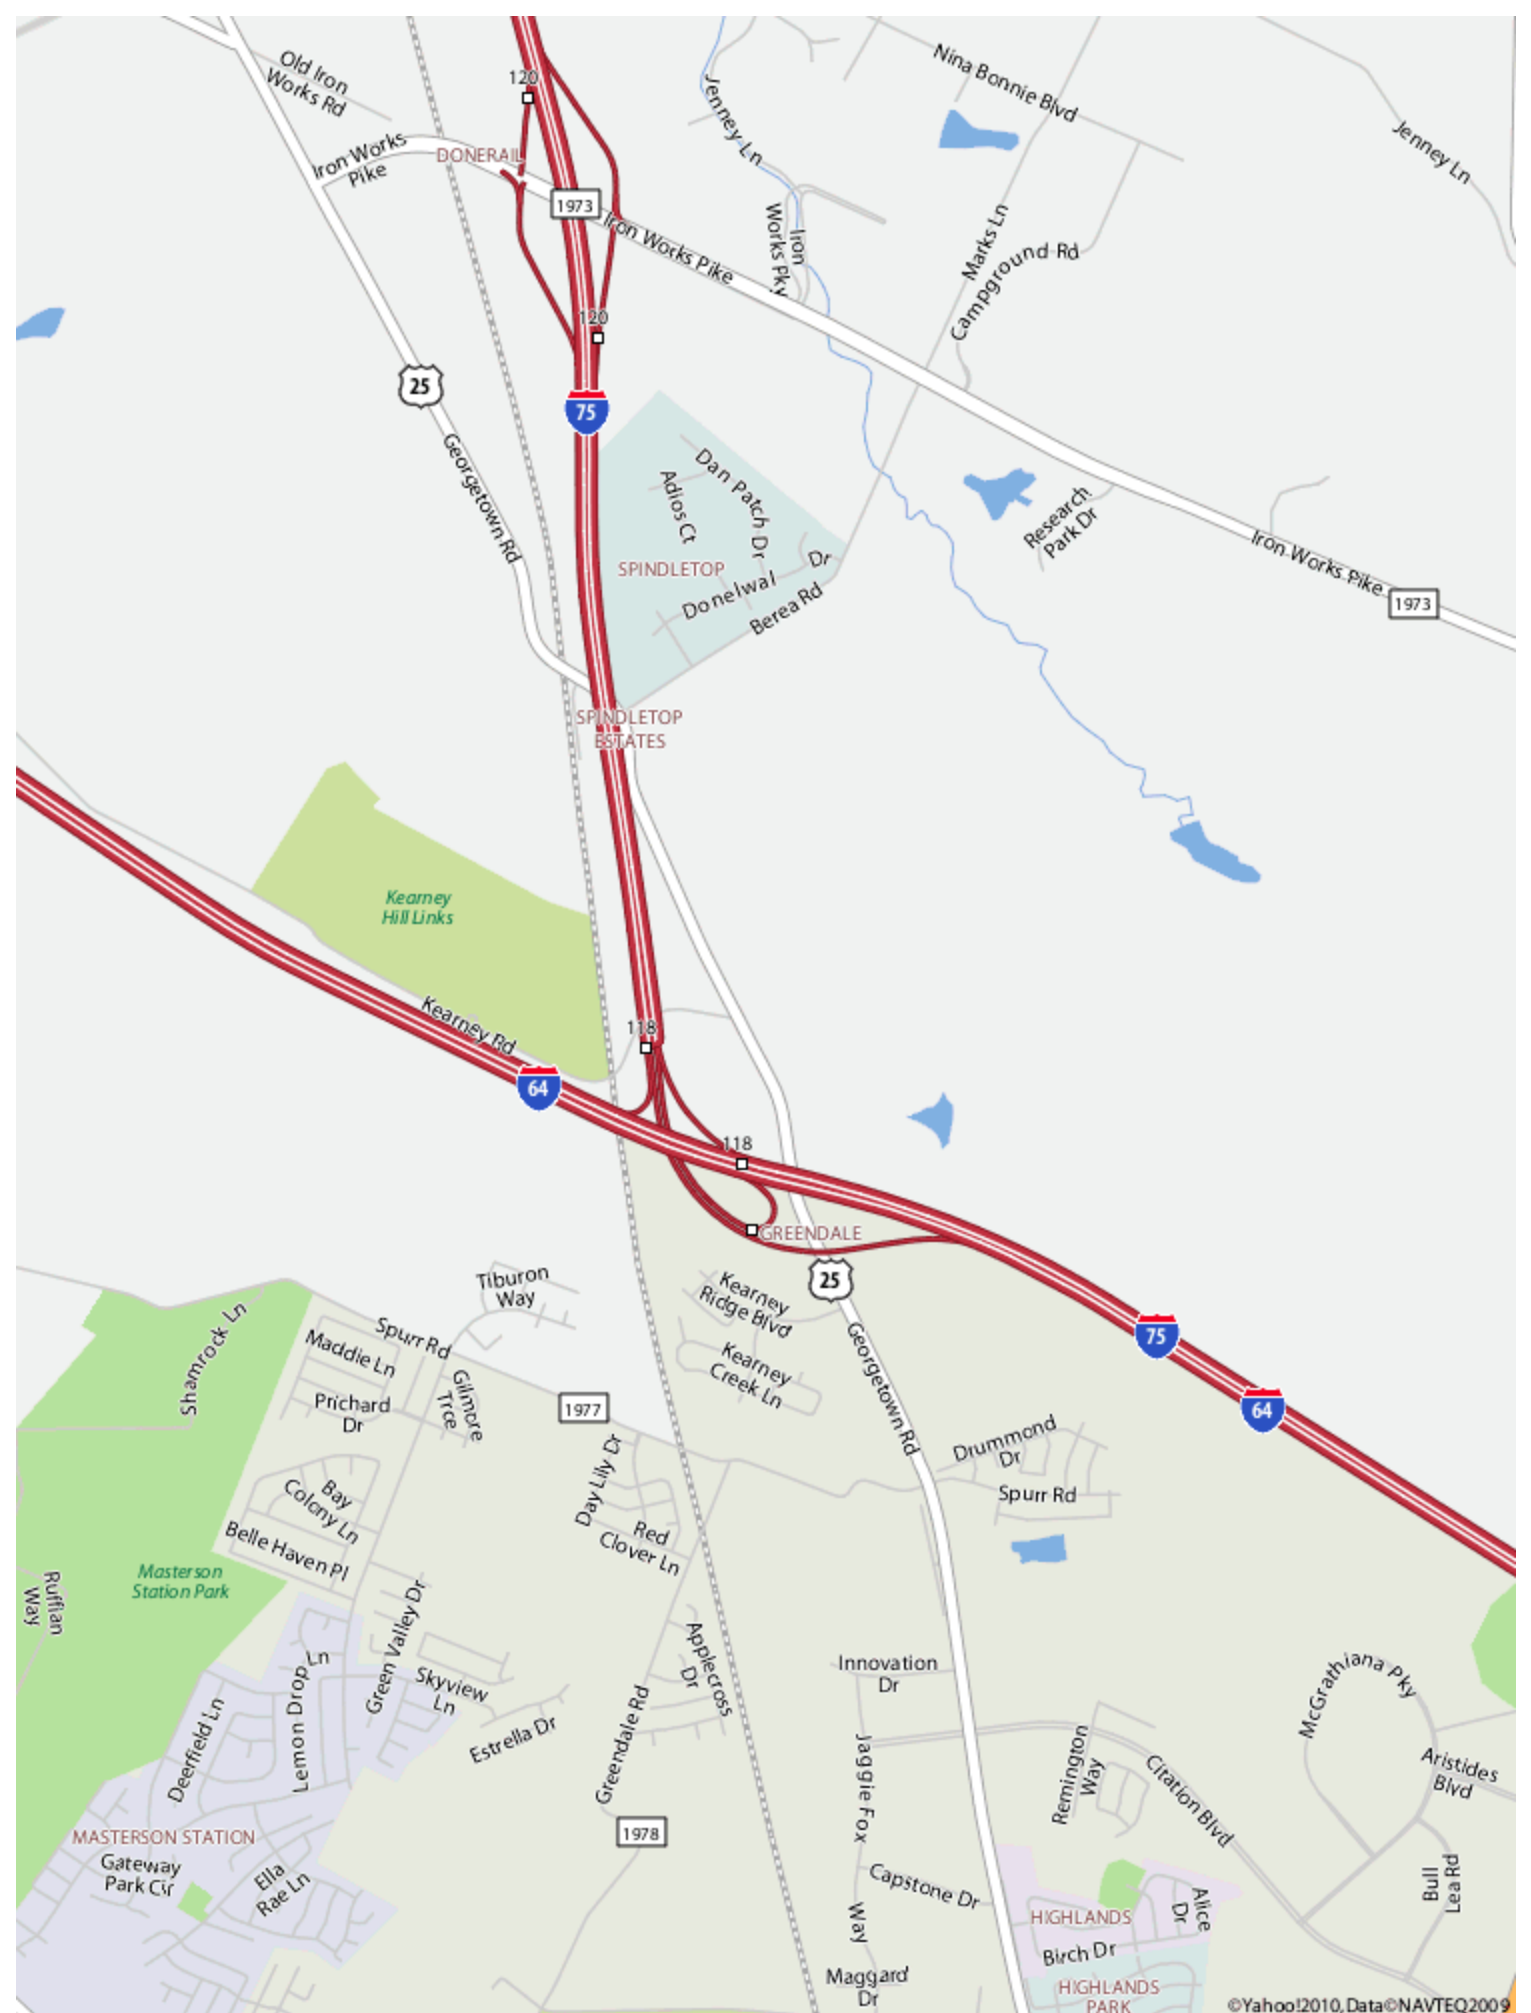 Old Iron
Works Rd
120
Nina Bonnie Blvd
Jenney Ln
Jenney Ln
Iron Works
Pike
DONERAIL
1973
Iron Works Pike
Iron
Works Pky
Marks Ln
Campground Rd
120
25
75
Georgetown Rd
Dan Patch Dr
Adios Ct
SPINDLETOP
Donelwal Dr
Berea Rd
Research
Park Dr
Iron Works Pike
1973
SPINDLETOP
ESTATES
Kearney
Hill Links
Kearney Rd
118
64
118
GREENDALE
25
Tiburon
Way
Kearney
Ridge Blvd
Kearney
Creek Ln
Georgetown Rd
75
64
Shamrock Ln
Spurr Rd
Maddie Ln
Prichard
Dr
Gilmore
Trce
1977
Day Lily Dr
Drummond
Dr
Spurr Rd
Bay
Colony Ln
Belle Haven Pl
Red
Clover Ln
Masterson
Station Park
Ruffian
Way
Green Valley Dr
Lemon Drop Ln
Skyview
Ln
Deerfield Ln
Estrella Dr
Greendale Rd
Applecross
Dr
Innovation
Dr
Jaggie Fox Way
McGrathiana Pky
Remington
Way
Citation Blvd
Aristides
Blvd
1978
MASTERSON STATION
Gateway
Park Cir
Ella
Rae Ln
Capstone Dr
Bull
Lea Rd
Alice
Dr
HIGHLANDS
Birch Dr
Maggard
Dr
HIGHLANDS
PARK
©Yahoo!2010,Data©NAVTEQ2009